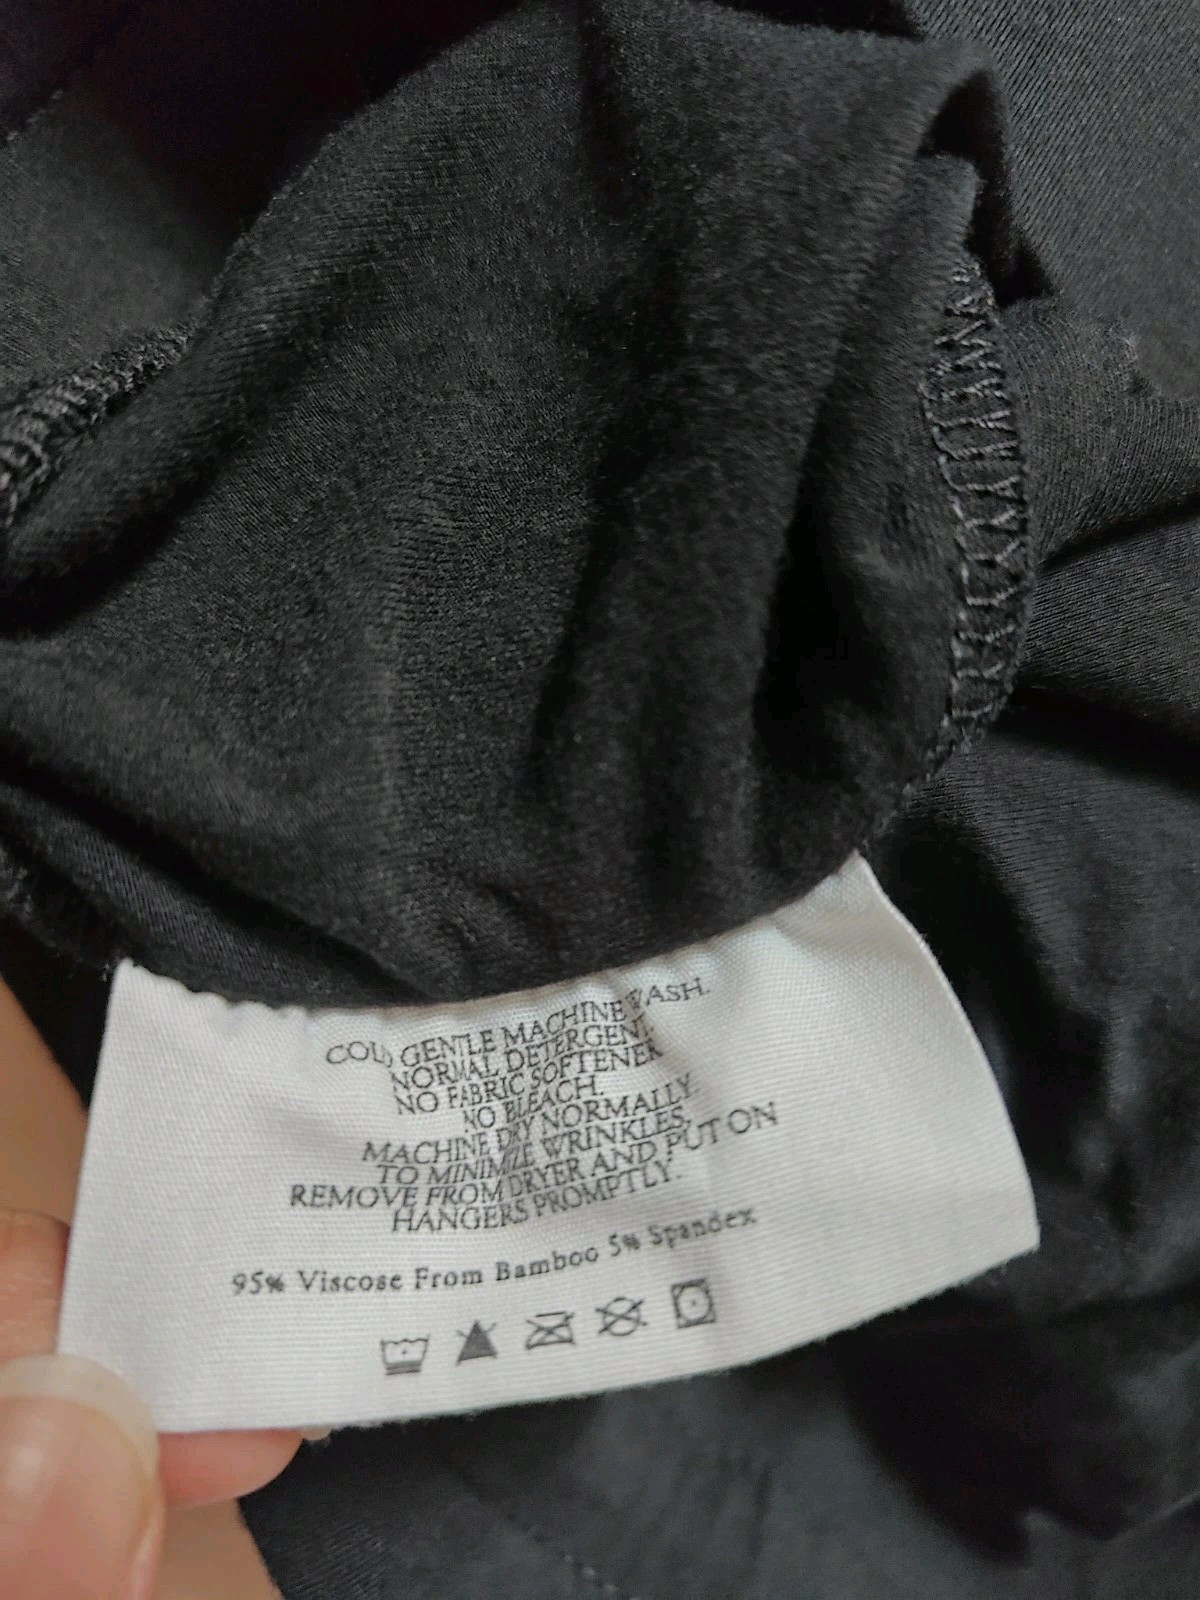 COLD GENTLE MACHINE WASH.
NORMAL DETERGENT.
NO FABRIC SOFTENER
NO BLEACH.
MACHINE DRY NORMALLY.
TO MINIMIZE WRINKLES,
REMOVE FROM DRYER AND PUT ON
HANGERS PROMPTLY.
95% Viscose From Bamboo 5% Spandex